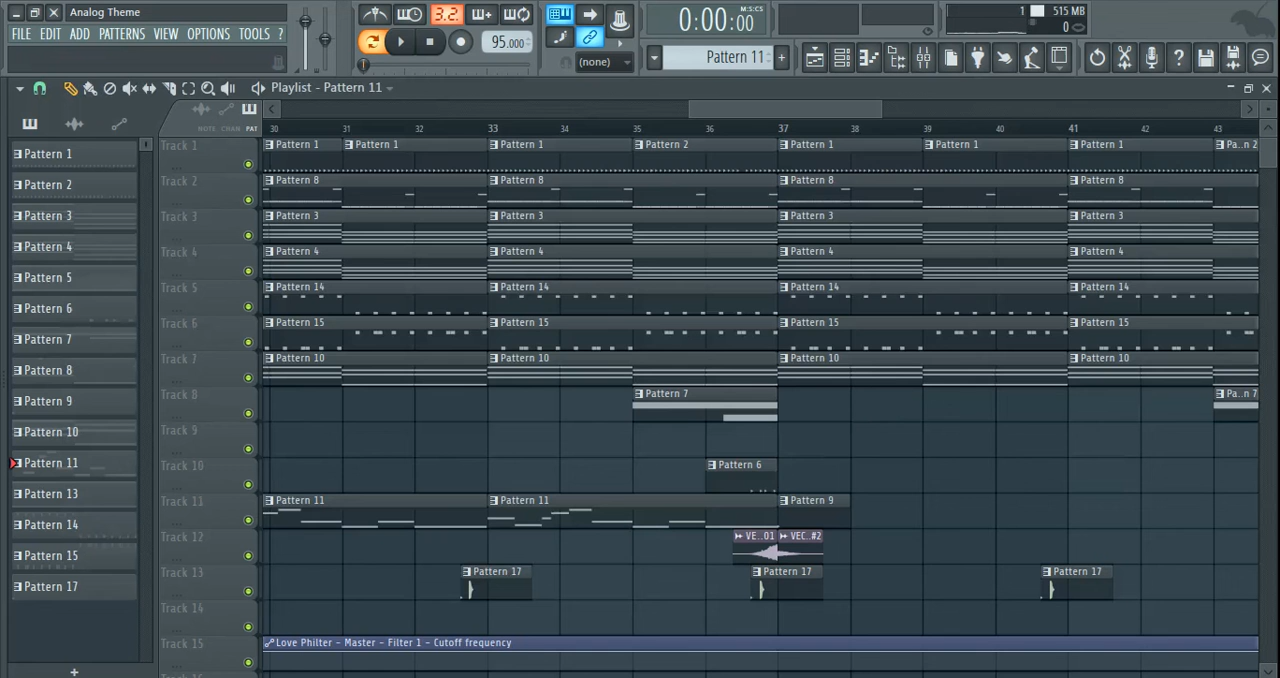 Analog Theme
FILE EDIT ADD PATTERNS VIEW OPTIONS TOOLS ?
3.2.
95.000
(none)
0:00:00
M:S:CS
Pattern 11
1
515 MB
0
Playlist - Pattern 11
NOTE CHAN PAT
30 31 32 33 34 35 36 37 38 39 40 41 42 43
Pattern 1
Pattern 2
Pattern 3
Pattern 4
Pattern 5
Pattern 6
Pattern 7
Pattern 8
Pattern 9
Pattern 10
Pattern 11
Pattern 13
Pattern 14
Pattern 15
Pattern 17
+
Track 1
Pattern 1 Pattern 1 Pattern 1 Pattern 2 Pattern 1 Pattern 1 Pattern 1 Pa..n 2
Track 2
Pattern 8 Pattern 8 Pattern 8 Pattern 8
Track 3
Pattern 3 Pattern 3 Pattern 3 Pattern 3
Track 4
Pattern 4 Pattern 4 Pattern 4 Pattern 4
Track 5
Pattern 14 Pattern 14 Pattern 14 Pattern 14
Track 6
Pattern 15 Pattern 15 Pattern 15 Pattern 15
Track 7
Pattern 10 Pattern 10 Pattern 10 Pattern 10
Track 8
Pattern 7 Pa..n 7
Track 9
Track 10
Pattern 6
Track 11
Pattern 11 Pattern 11 Pattern 9
Track 12
VE..01 VEC..#2
Track 13
Pattern 17 Pattern 17 Pattern 17
Track 14
Track 15
Love Philter - Master - Filter 1 - Cutoff frequency